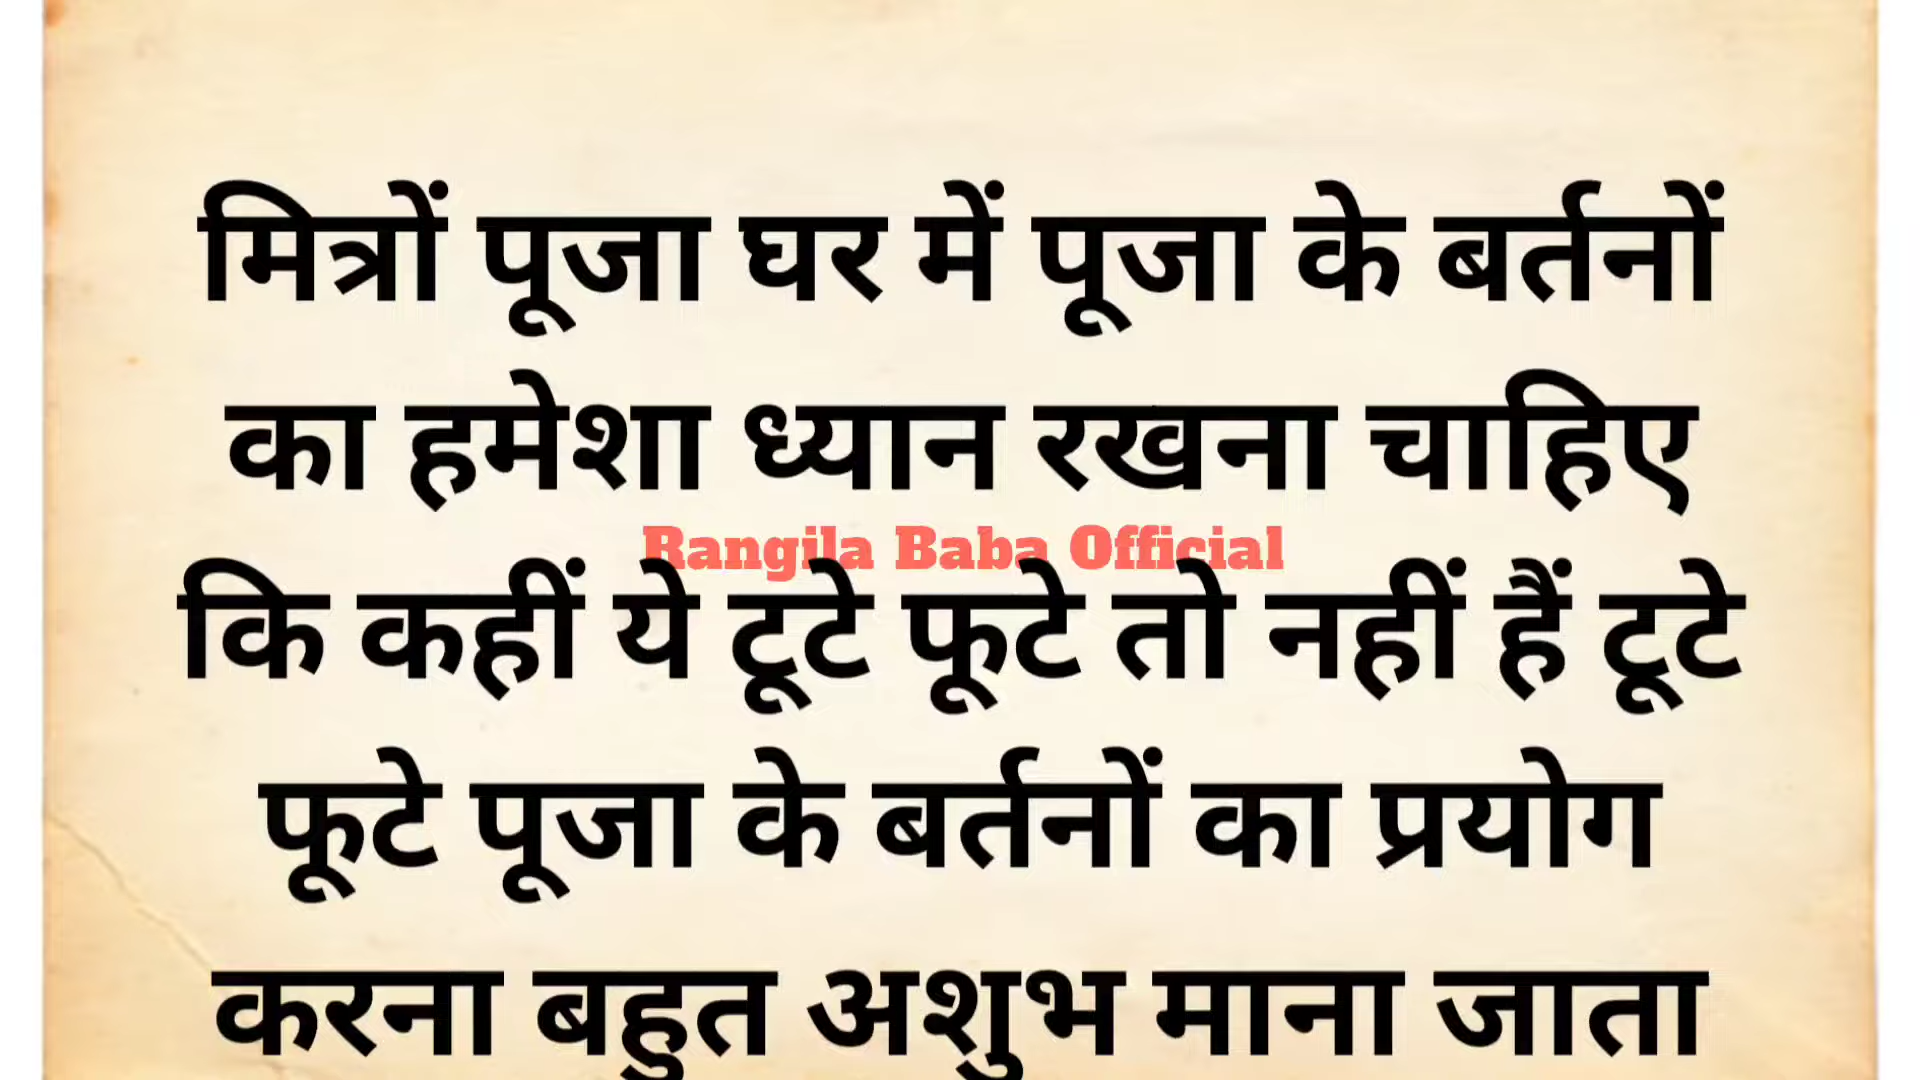 मित्रों पूजा घर में पूजा के बर्तनों
का हमेशा ध्यान रखना चाहिए
Rangila Baba Official
कि कहीं ये टूटे फूटे तो नहीं हैं टूटे
फूटे पूजा के बर्तनों का प्रयोग
करना बहुत अशुभ माना जाता